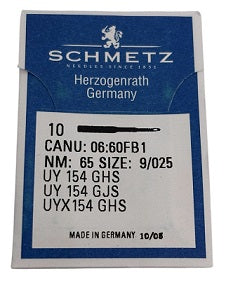 SCHMETZ
NEEDLES SINCE 1851
Herzogenrath
Germany
10
CANU: 06:60FB1
NM: 65 SIZE: 9/025
UY 154 GHS
UY 154 GJS
UYX154 GHS
MADE IN GERMANY 10/05